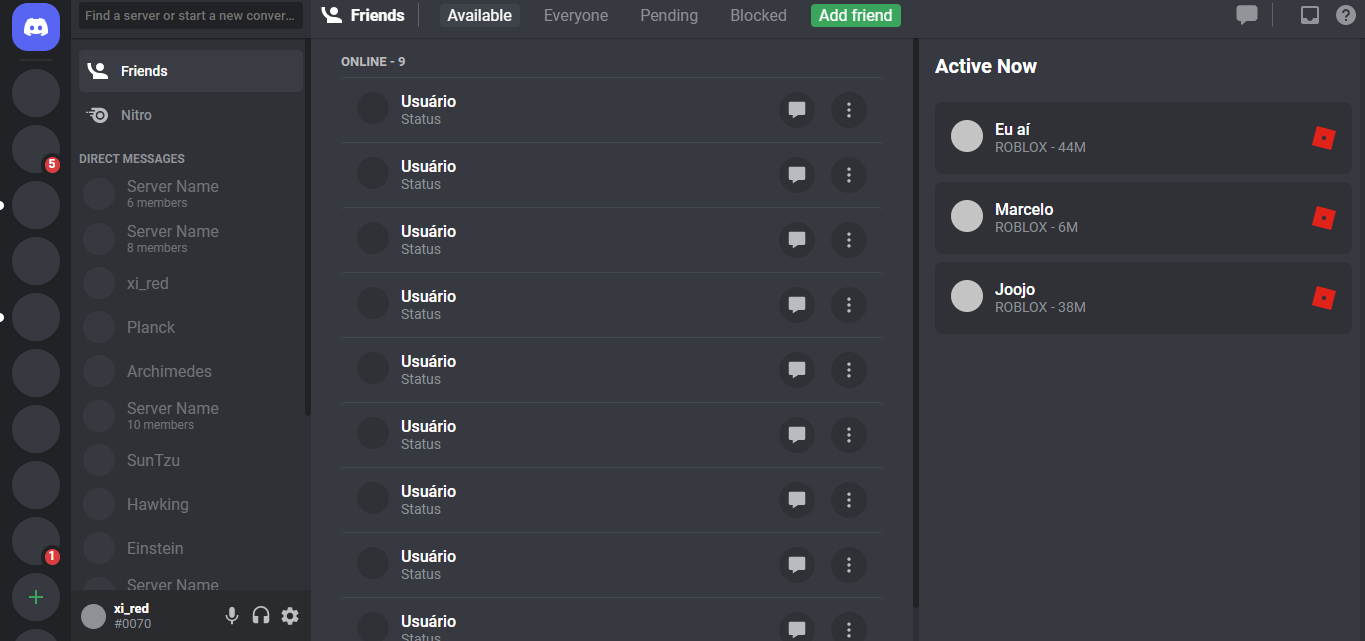 Find a server or start a new conver...
Friends
Available
Everyone
Pending
Blocked
Add friend
Friends
Nitro
5
DIRECT MESSAGES
Server Name
6 members
Server Name
8 members
xi_red
Planck
Archimedes
Server Name
10 members
SunTzu
Hawking
Einstein
Server Name
1
xi_red
#0070
ONLINE - 9
Usuário
Status
Usuário
Status
Usuário
Status
Usuário
Status
Usuário
Status
Usuário
Status
Usuário
Status
Usuário
Status
Usuário
Status
Active Now
Eu aí
ROBLOX - 44M
Marcelo
ROBLOX - 6M
Joojo
ROBLOX - 38M